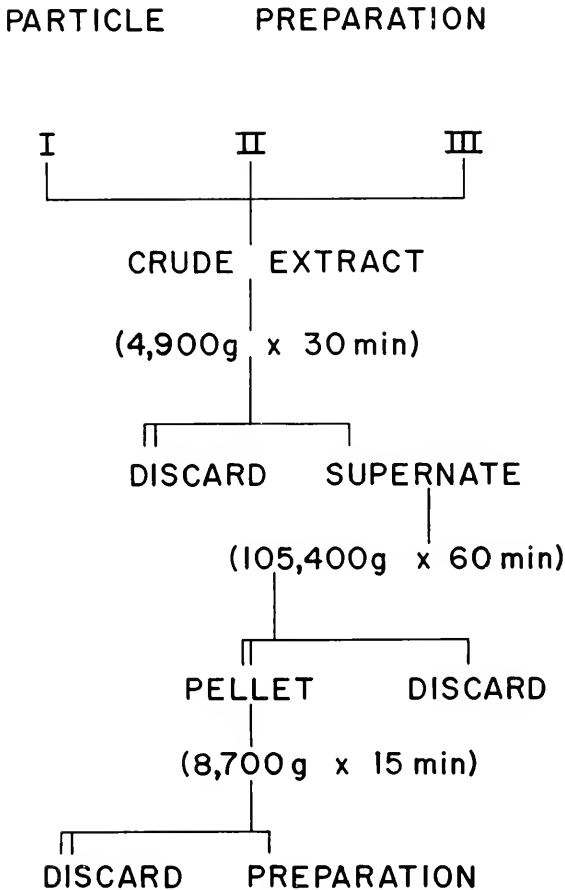 PARTICLE PREPARATION
I II III
CRUDE EXTRACT
(4,900g x 30 min)
DISCARD SUPERNATE
(105,400g x 60 min)
PELLET DISCARD
(8,700g x 15 min)
DISCARD PREPARATION